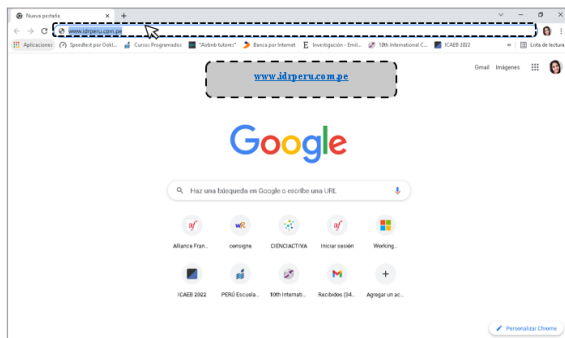 Nueva pestaña
www.idrperu.com.pe
Aplicaciones
Speedtest por Ookl...
Cursos Programados
"Airbnb tutores"
Banca por Internet
Investigación - Emil...
10th International C...
ICAEB 2022
»
Lista de lectura
Gmail
Imágenes
www.idrperu.com.pe
Google
Haz una búsqueda en Google o escribe una URL
Alliance Fran...
consigna
CIENCIACTIVA
Iniciar sesión
Working...
ICAEB 2022
PERÚ Escuela...
10th Internati...
Recibidos (34...
Agregar un ac...
Personalizar Chrome